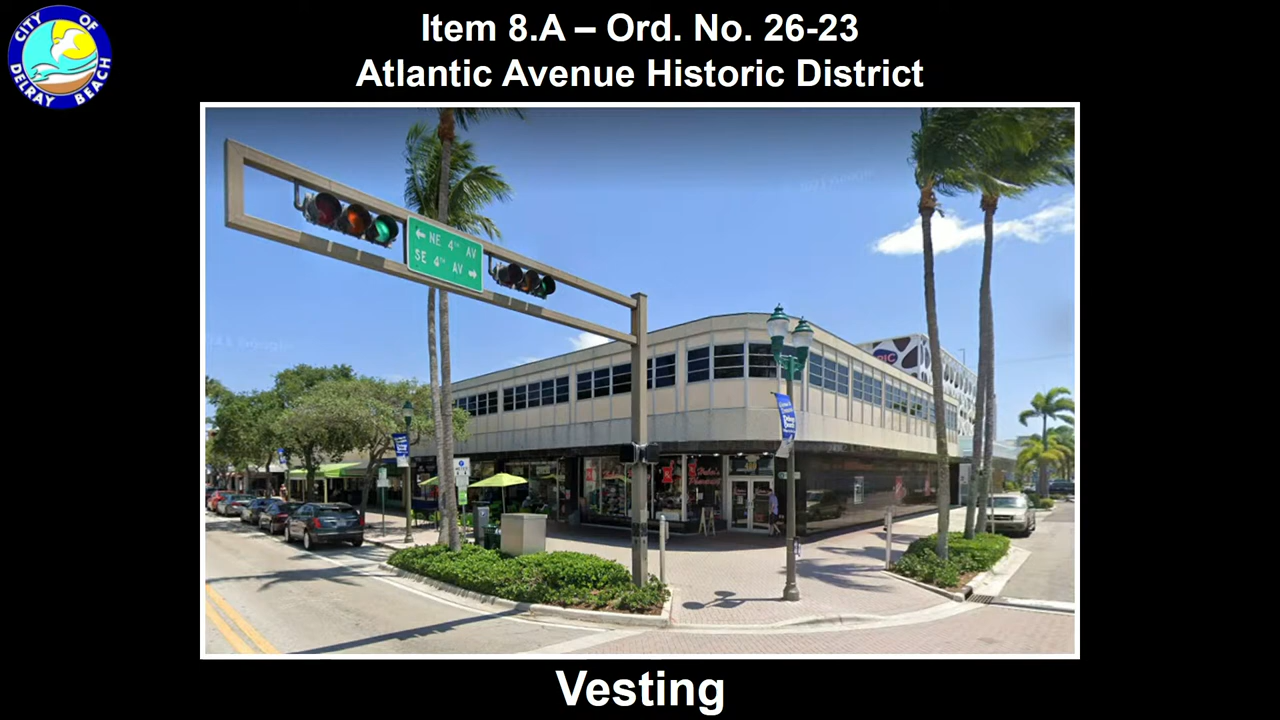 CITY OF
DELRAY BEACH
Item 8.A – Ord. No. 26-23
Atlantic Avenue Historic District
← NE 4TH AV
SE 4TH AV →
Vesting